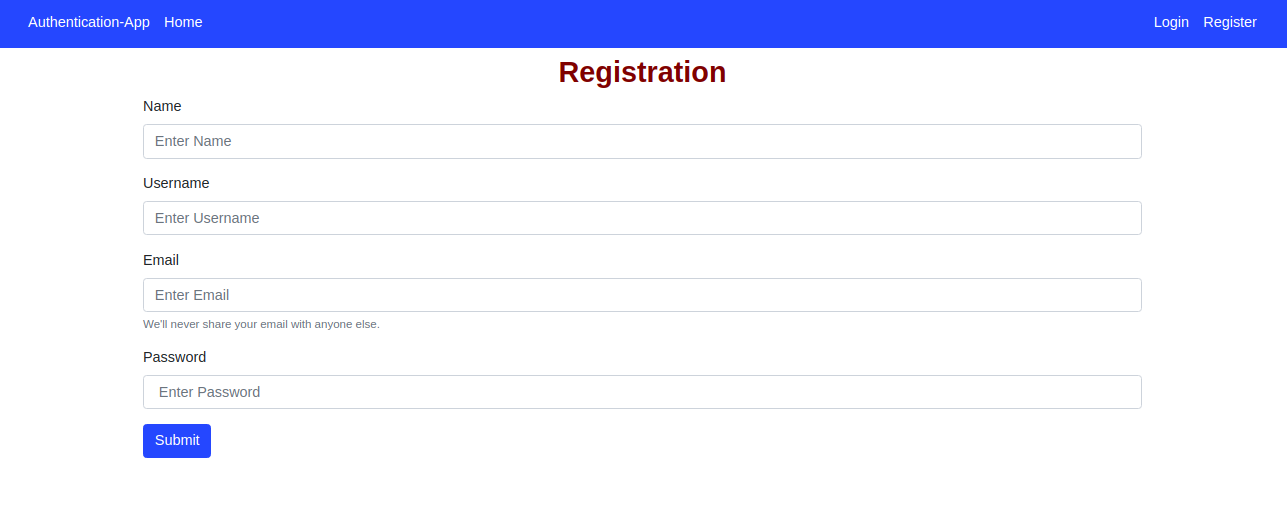 Authentication-App Home Login Register
Registration
Name
Enter Name
Username
Enter Username
Email
Enter Email
We'll never share your email with anyone else.
Password
Enter Password
Submit